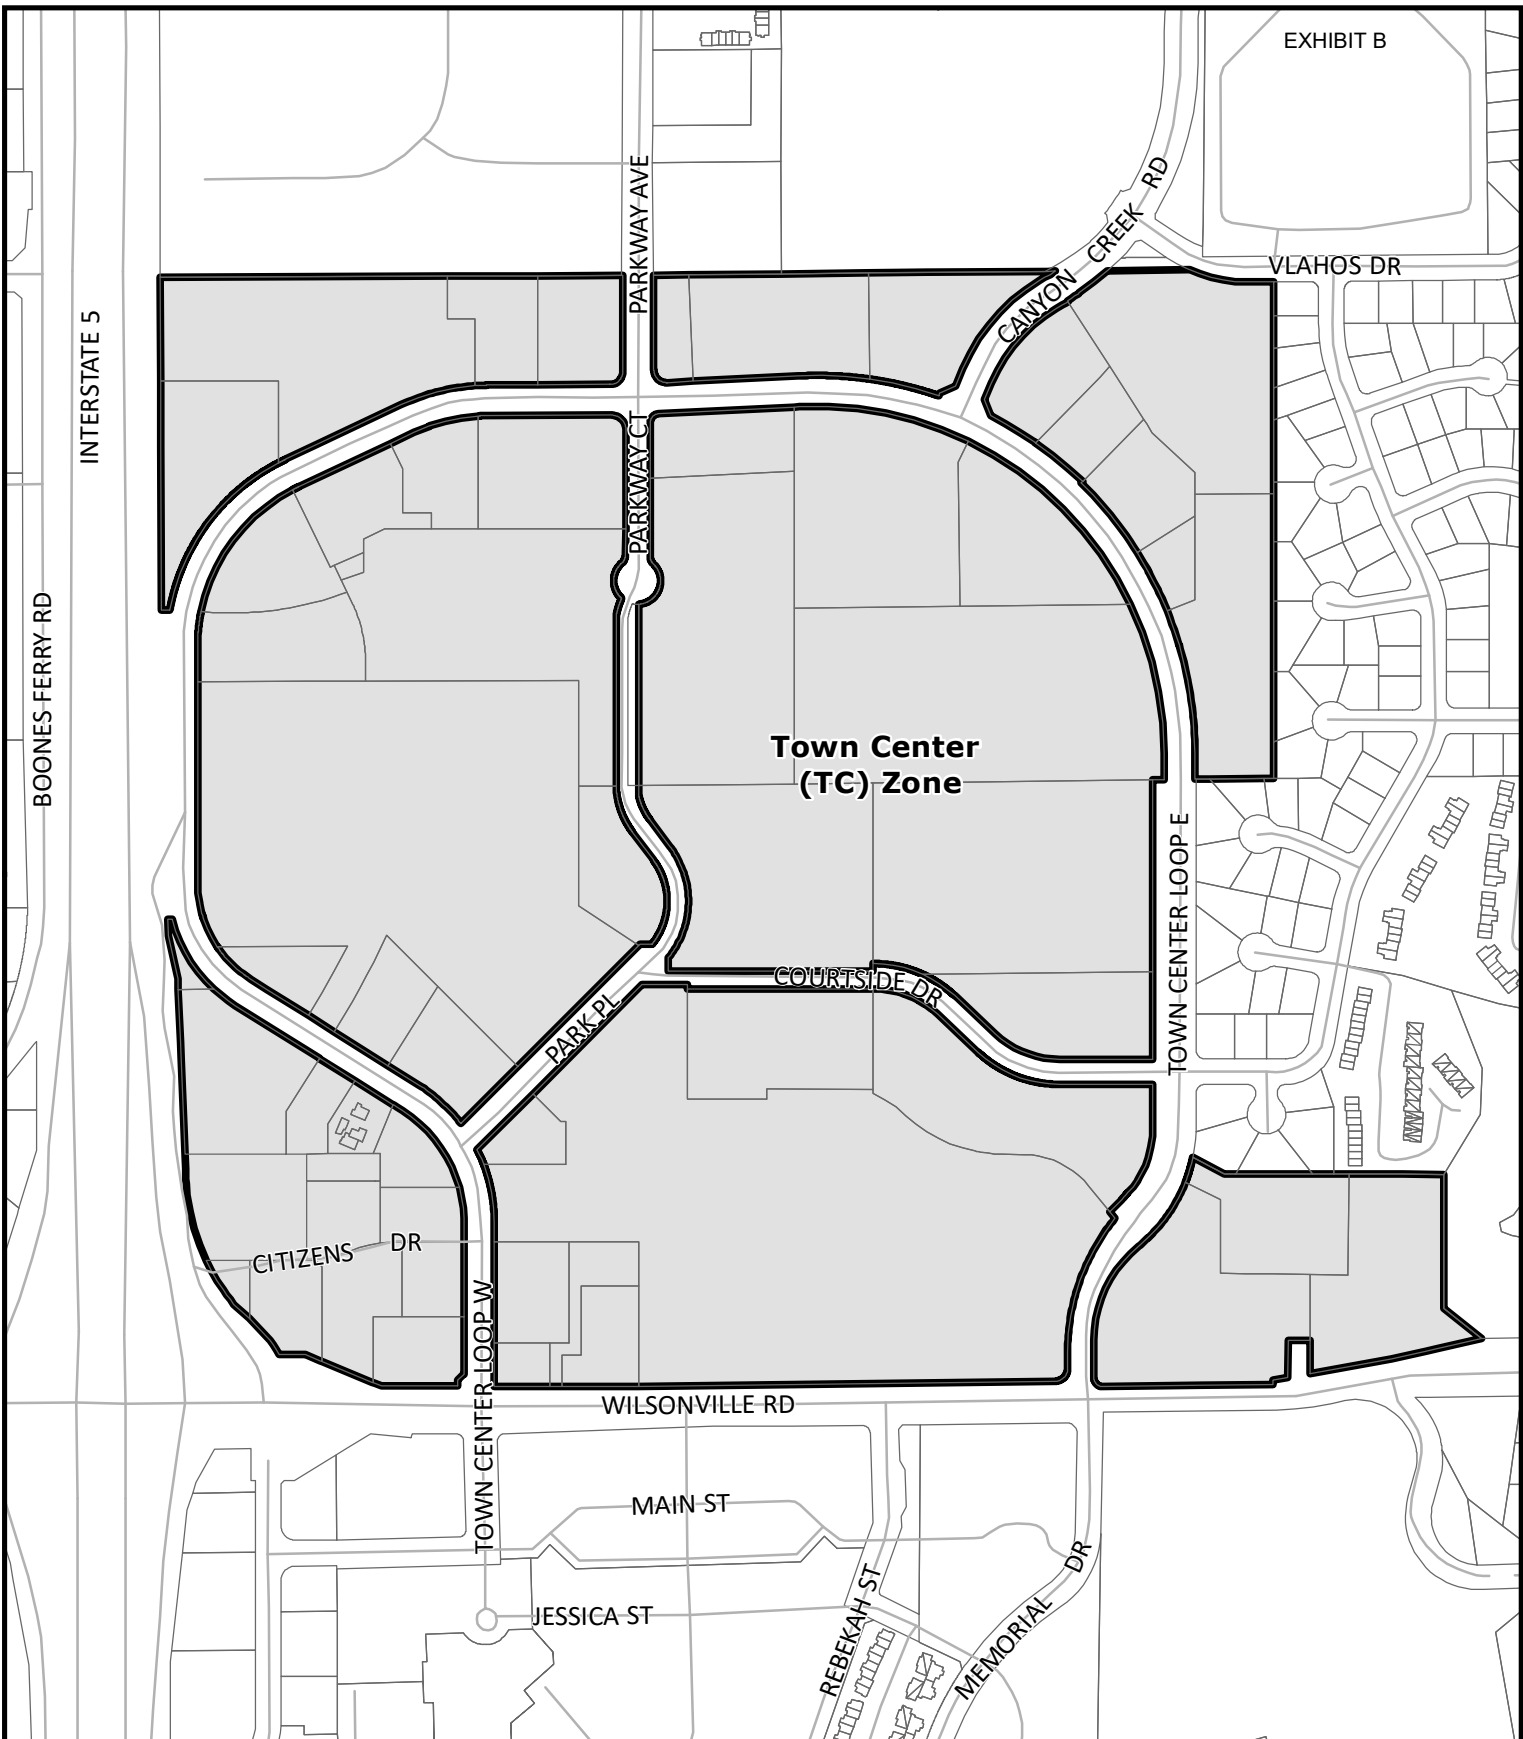 EXHIBIT B
PARKWAY AVE
CANYON CREEK RD
VLAHOS DR
INTERSTATE 5
PARKWAY CT
BOONES FERRY RD
Town Center
(TC) Zone
TOWN CENTER LOOP E
COURTSIDE DR
PARK PL
CITIZENS DR
TOWN CENTER LOOP W
WILSONVILLE RD
MAIN ST
JESSICA ST
REBEKAH ST
MEMORIAL DR